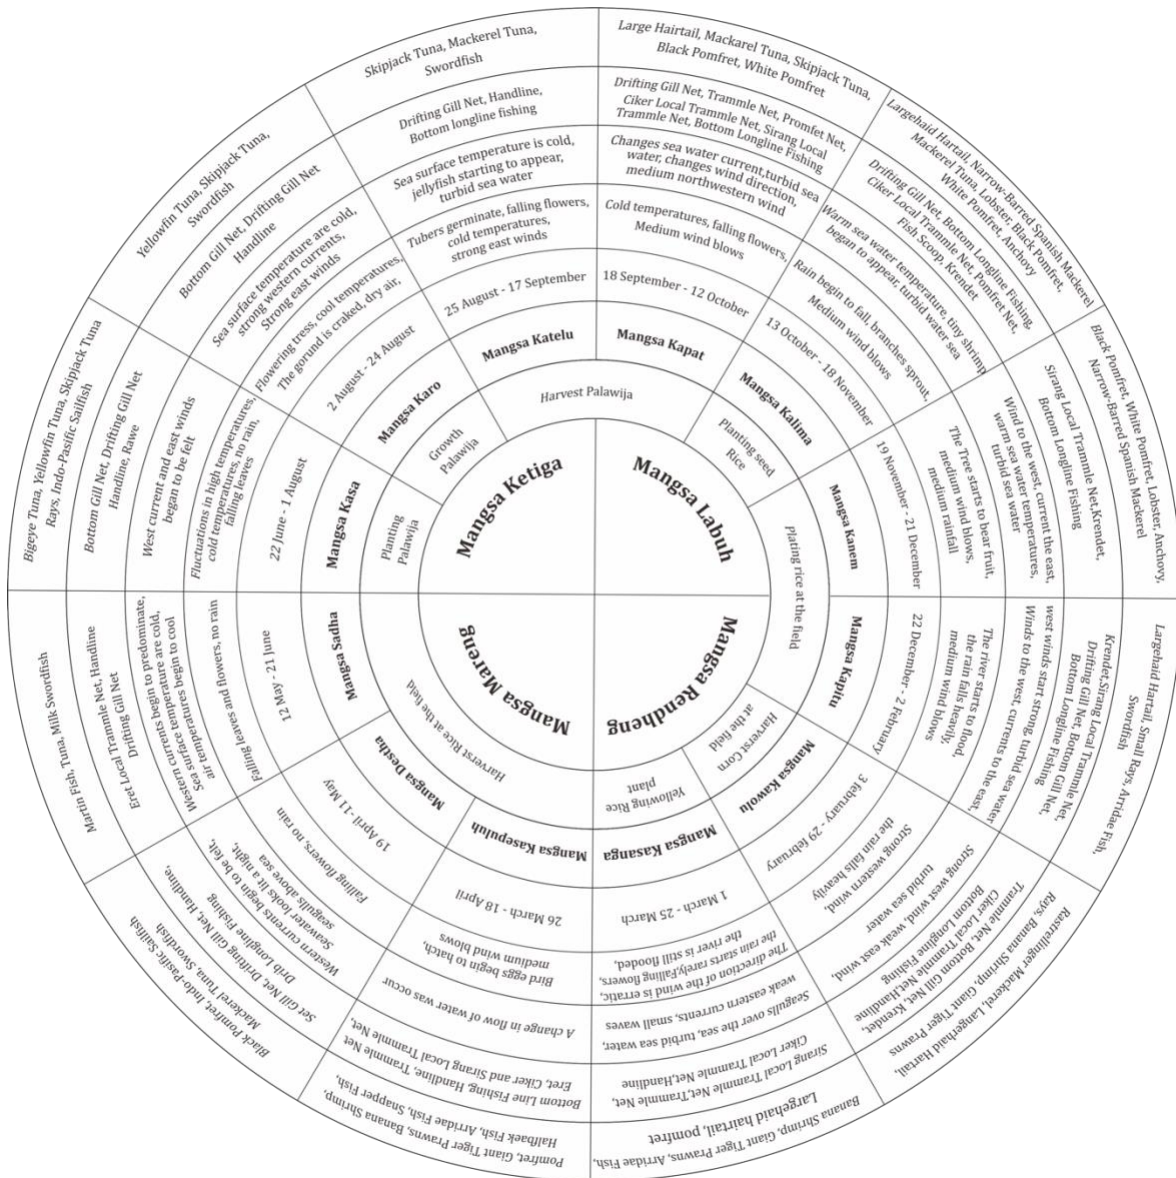 Mangsa Ketiga
Mangsa Labuh
Mangsa Rendheng
Mangsa Mareng
Planting
Palawija
Growth
Palawija
Harvest Palawija
Planting seed
Rice
Plating rice at the field
Harverst Corn
at the field
Yellowing Rice
plant
Harverst Rice at the field
Bigeye Tuna, Yellowfin Tuna, Skipjack Tuna
Rays, Indo-Pasific Sailfish
Bottom Gill Net, Drifting Gill Net
Handline, Rawe
West current and east winds
began to be felt
Fluctuations in high temperatures,
cold temperatures, no rain,
falling leaves
22 June - 1 August
Mangsa Kasa
Yellowfin Tuna, Skipjack Tuna,
Swordfish
Bottom Gill Net, Drifting Gill Net
Handline
Sea surface temperature are cold,
strong western currents,
Strong east winds
Flowering tress, cool temperatures,
The gorund is craked, dry air,
2 August - 24 August
Mangsa Karo
Skipjack Tuna, Mackerel Tuna,
Swordfish
Drifting Gill Net, Handline,
Bottom longline fishing
Sea surface temperature is cold,
jellyfish starting to appear,
turbid sea water
Tubers germinate, falling flowers,
cold temperatures,
strong east winds
25 August - 17 September
Mangsa Katelu
Large Hairtail, Mackarel Tuna, Skipjack Tuna,
Black Pomfret, White Pomfret
Drifting Gill Net, Trammle Net, Promfet Net,
Ciker Local Trammle Net, Sirang Local
Trammle Net, Bottom Longline Fishing
Changes sea water current,turbid sea
water, changes wind direction,
medium northwestern wind
Cold temperatures, falling flowers,
Medium wind blows
18 September - 12 October
Mangsa Kapat
Largehaid Hartail, Narrow-Barred Spanish Mackerel
Mackerel Tuna, Lobster, Black Pomfret,
White Pomfret, Anchovy
Drifting Gill Net, Bottom Longline Fishing,
Ciker Local Trammle Net, Pomfret Net,
Fish Scoop, Krendet
Warm sea water temperature, tiny shrimp
began to appear, turbid water sea
Rain begin to fall, branches sprout,
Medium wind blows
13 October - 18 November
Mangsa Kalima
Black Pomfret, White Pomfret, Lobster, Anchovy,
Narrow-Barred Spanish Mackerel
Sirang Local Trammle Net,Krendet,
Bottom Longline Fishing
Wind to the west, current the east,
warm sea water temperatures,
turbid sea water
The Tree starts to bear fruit,
medium wind blows,
medium rainfall
19 November - 21 December
Mangsa Kanem
Largehaid Hartail, Small Rays, Arridae Fish,
Swordfish
Krendet,Sirang Local Trammle Net,
Drifting Gill Net, Bottom Gill Net,
Bottom Longline Fishing
west winds start strong, turbid sea water,
Winds to the west, currents to the east,
The river starts to flood,
the rain falls heavily,
medium wind blows
22 December - 2 February
Mangsa Kapitu
Rastrellinger Mackerel, Langerhaid Hartail,
Rays, Banana Shrimp, Giant Tiger Prawns
Trammle Net, Bottom Gill Net, Krendet,
Ciker Local Trammle Net,Handline
Bottom Longline Fishing
Strong west wind, weak east wind,
turbid sea water
Strong western wind,
the rain falls heavily
3 february - 29 february
Mangsa Kawolu
Banana Shrimp, Giant Tiger Prawns, Arridae Fish,
Largehaid hairtail, pomfret
Sirang Local Trammle Net,Trammle Net,
Ciker Local Trammle Net,Handline
Seagulls over the sea, turbid sea water,
weak eastern currents, small waves
The direction of the wind is erratic,
the rain starts rarely,Falling flowers,
the river is still flooded,
1 March - 25 March
Mangsa Kasanga
Pomfret, Giant Tiger Prawns, Banana Shrimp,
Halfbaek Fish, Arridae Fish, Snapper Fish,
Bottom Line Fishing, Handline, Trammle Net
Eret, Ciker and Sirang Local Trammle Net,
A change in flow of water was occur
Bird eggs begin to hatch,
medium wind blows
26 March - 18 April
Mangsa Kasepuluh
Black Pomfret, Indo-Pasific Sailfish
Mackerel Tuna, Swordfish
Set Gill Net, Drifting Gill Net, Handline,
Drib Longline Fishing
Western currents begin to be felt,
Seawater looks lit a night,
seagulls above sea
Falling flowers, no rain
19 April - 11 May
Mangsa Destha
Martin Fish, Tuna, Milk Swordfish
Eret Local Trammle Net, Handline
Drifting Gill Net
Western currents begin to predominate,
Sea surface temperature are cold,
air temperatures begin to cool
Falling leaves and flowers, no rain
12 May - 21 June
Mangsa Sadha